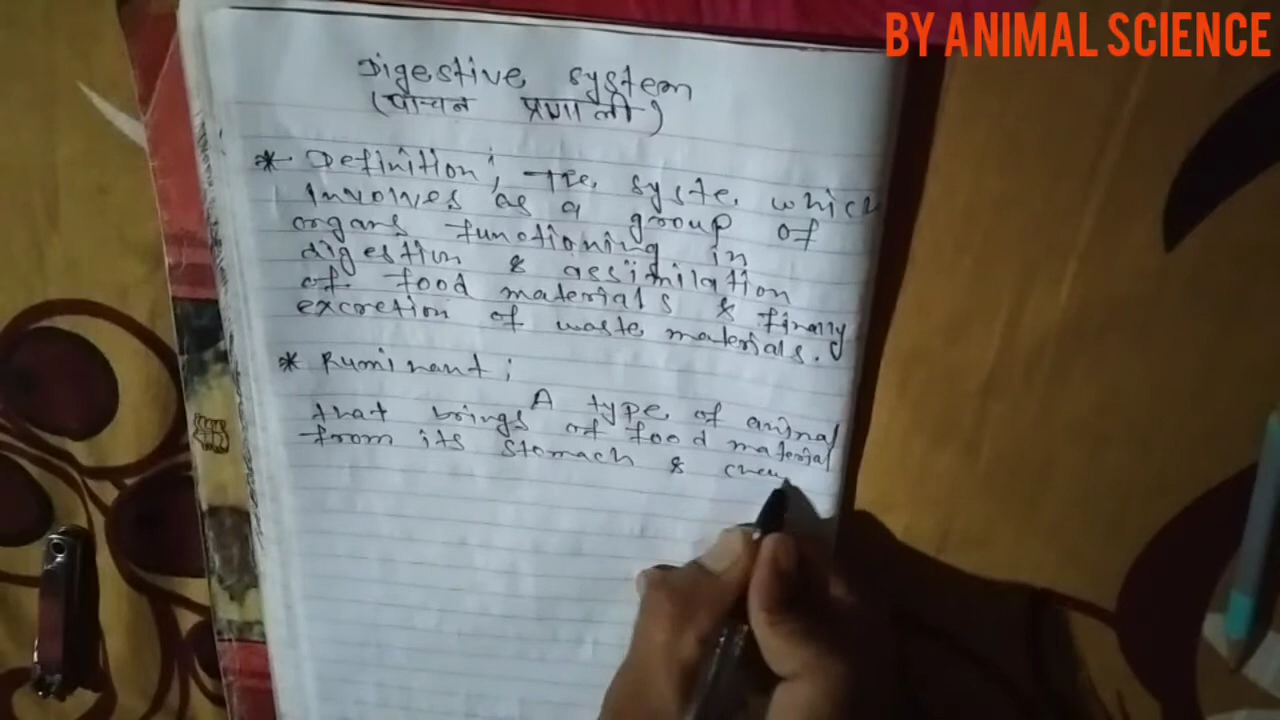 BY ANIMAL SCIENCE
Digestive system
(पाचन प्रणाली)
* Definition; The syste. which
involves as a group of
organs functioning in
digestion & assimilation
of food materials & finally
excretion of waste materials.
* Ruminant;
A type of animal
that brings of food material
from its stomach & chew